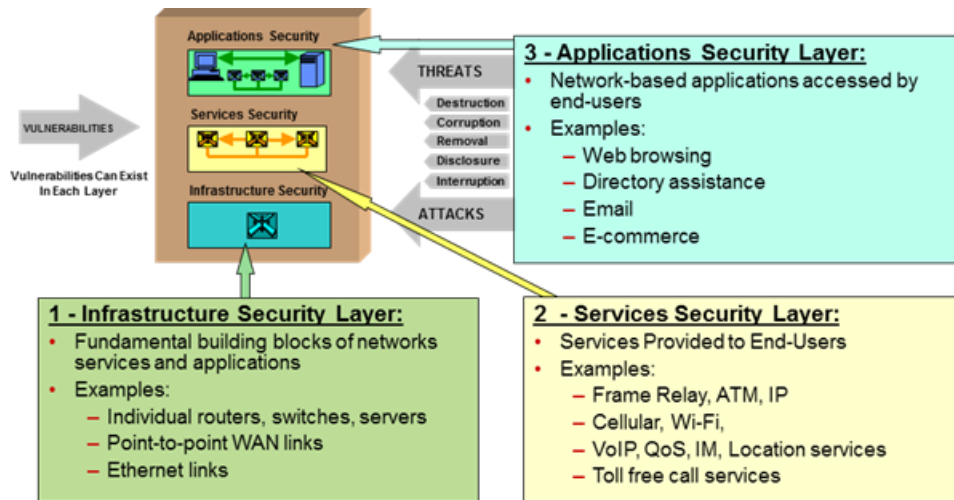 Applications Security
VULNERABILITIES
Vulnerabilities Can Exist
In Each Layer
Services Security
Infrastructure Security
THREATS
Destruction
Corruption
Removal
Disclosure
Interruption
ATTACKS
3 - Applications Security Layer:
• Network-based applications accessed by
end-users
• Examples:
– Web browsing
– Directory assistance
– Email
– E-commerce
1 - Infrastructure Security Layer:
• Fundamental building blocks of networks
services and applications
• Examples:
– Individual routers, switches, servers
– Point-to-point WAN links
– Ethernet links
2 - Services Security Layer:
• Services Provided to End-Users
• Examples:
– Frame Relay, ATM, IP
– Cellular, Wi-Fi,
– VoIP, QoS, IM, Location services
– Toll free call services